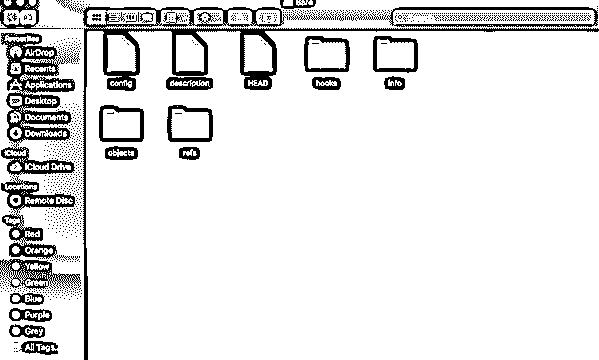 config description HEAD hooks info
objects refs
Favorites
AirDrop
Recents
Applications
Desktop
Documents
Downloads
iCloud
iCloud Drive
Locations
Remote Disc
Tags
Red
Orange
Yellow
Green
Blue
Purple
Grey
All Tags...